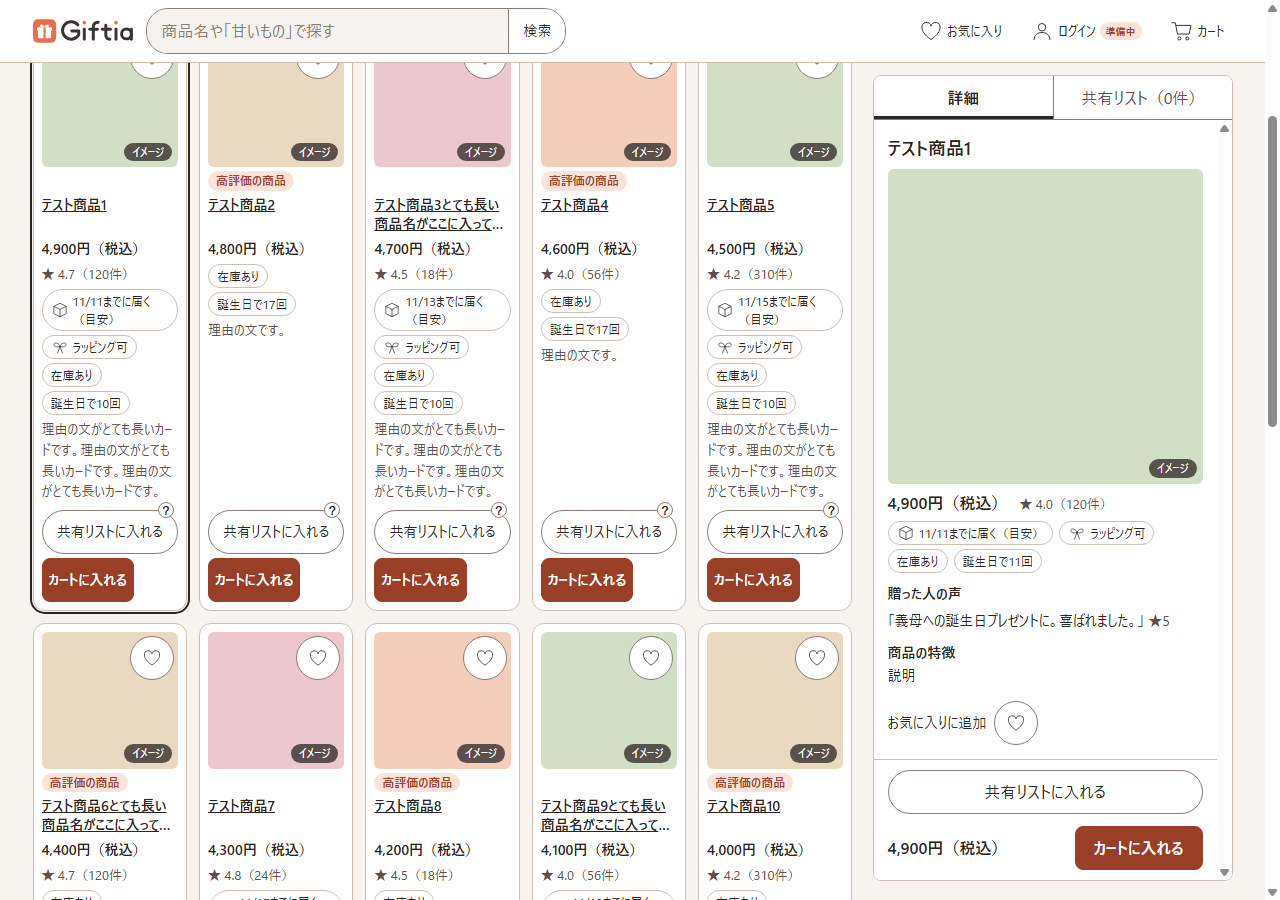 Giftia
商品名や「甘いもの」で探す
検索
お気に入り
ログイン
準備中
カート
イメージ
イメージ
イメージ
イメージ
イメージ
高評価の商品
高評価の商品
テスト商品1
テスト商品2
テスト商品3とても長い
商品名がここに入って…
テスト商品4
テスト商品5
4,900円（税込）
4,800円（税込）
4,700円（税込）
4,600円（税込）
4,500円（税込）
★ 4.7（120件）
在庫あり
誕生日で17回
理由の文です。
★ 4.5（18件）
★ 4.0（56件）
在庫あり
誕生日で17回
理由の文です。
★ 4.2（310件）
11/11までに届く
（目安）
ラッピング可
在庫あり
誕生日で10回
理由の文がとても長いカー
ドです。理由の文がとても
長いカードです。理由の文
がとても長いカードです。
11/13までに届く
（目安）
ラッピング可
在庫あり
誕生日で10回
理由の文がとても長いカー
ドです。理由の文がとても
長いカードです。理由の文
がとても長いカードです。
11/15までに届く
（目安）
ラッピング可
在庫あり
誕生日で10回
理由の文がとても長いカー
ドです。理由の文がとても
長いカードです。理由の文
がとても長いカードです。
?
?
?
?
?
共有リストに入れる
共有リストに入れる
共有リストに入れる
共有リストに入れる
共有リストに入れる
カートに入れる
カートに入れる
カートに入れる
カートに入れる
カートに入れる
イメージ
イメージ
イメージ
イメージ
イメージ
高評価の商品
高評価の商品
高評価の商品
テスト商品6とても長い
商品名がここに入って…
テスト商品7
テスト商品8
テスト商品9とても長い
商品名がここに入って…
テスト商品10
4,400円（税込）
4,300円（税込）
4,200円（税込）
4,100円（税込）
4,000円（税込）
★ 4.7（120件）
★ 4.8（24件）
★ 4.5（18件）
★ 4.0（56件）
★ 4.2（310件）
詳細
共有リスト（0件）
テスト商品1
イメージ
4,900円（税込）
★ 4.0（120件）
11/11までに届く（目安）
ラッピング可
在庫あり
誕生日で11回
贈った人の声
「義母への誕生日プレゼントに。喜ばれました。」★5
商品の特徴
説明
お気に入りに追加
共有リストに入れる
4,900円（税込）
カートに入れる